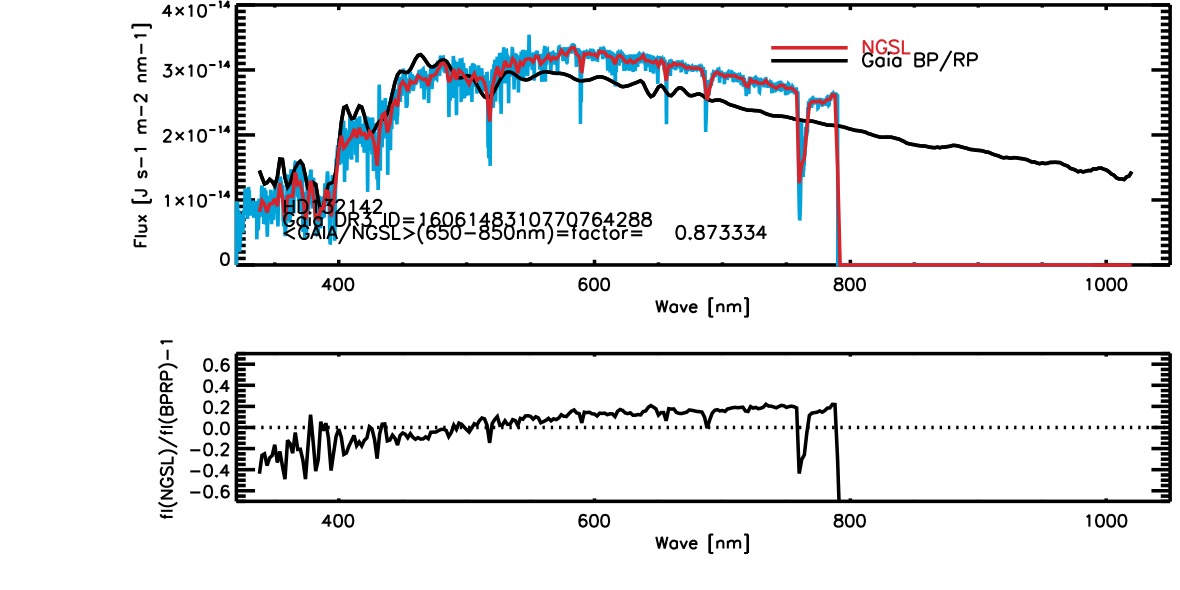 4×10−14
3×10−14
2×10−14
1×10−14
0
Flux [J s−1 m−2 nm−1]
NGSL
Gaia BP/RP
HD132142
Gaia DR3 ID=1606148310770764288
<GAIA/NGSL>(650−850nm)=factor= 0.873334
400 600 800 1000
Wave [nm]
fl(NGSL)/fl(BPRP)−1
0.6
0.4
0.2
0.0
−0.2
−0.4
−0.6
400 600 800 1000
Wave [nm]